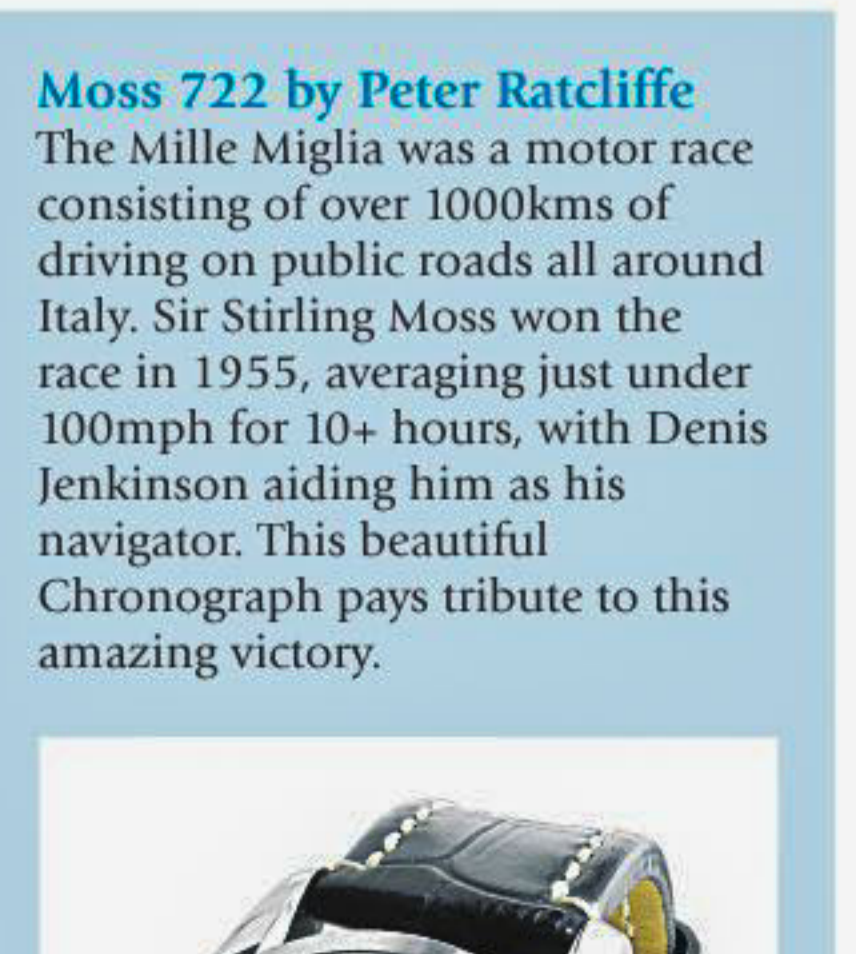 Moss 722 by Peter Ratcliffe
The Mille Miglia was a motor race
consisting of over 1000kms of
driving on public roads all around
Italy. Sir Stirling Moss won the
race in 1955, averaging just under
100mph for 10+ hours, with Denis
Jenkinson aiding him as his
navigator. This beautiful
Chronograph pays tribute to this
amazing victory.